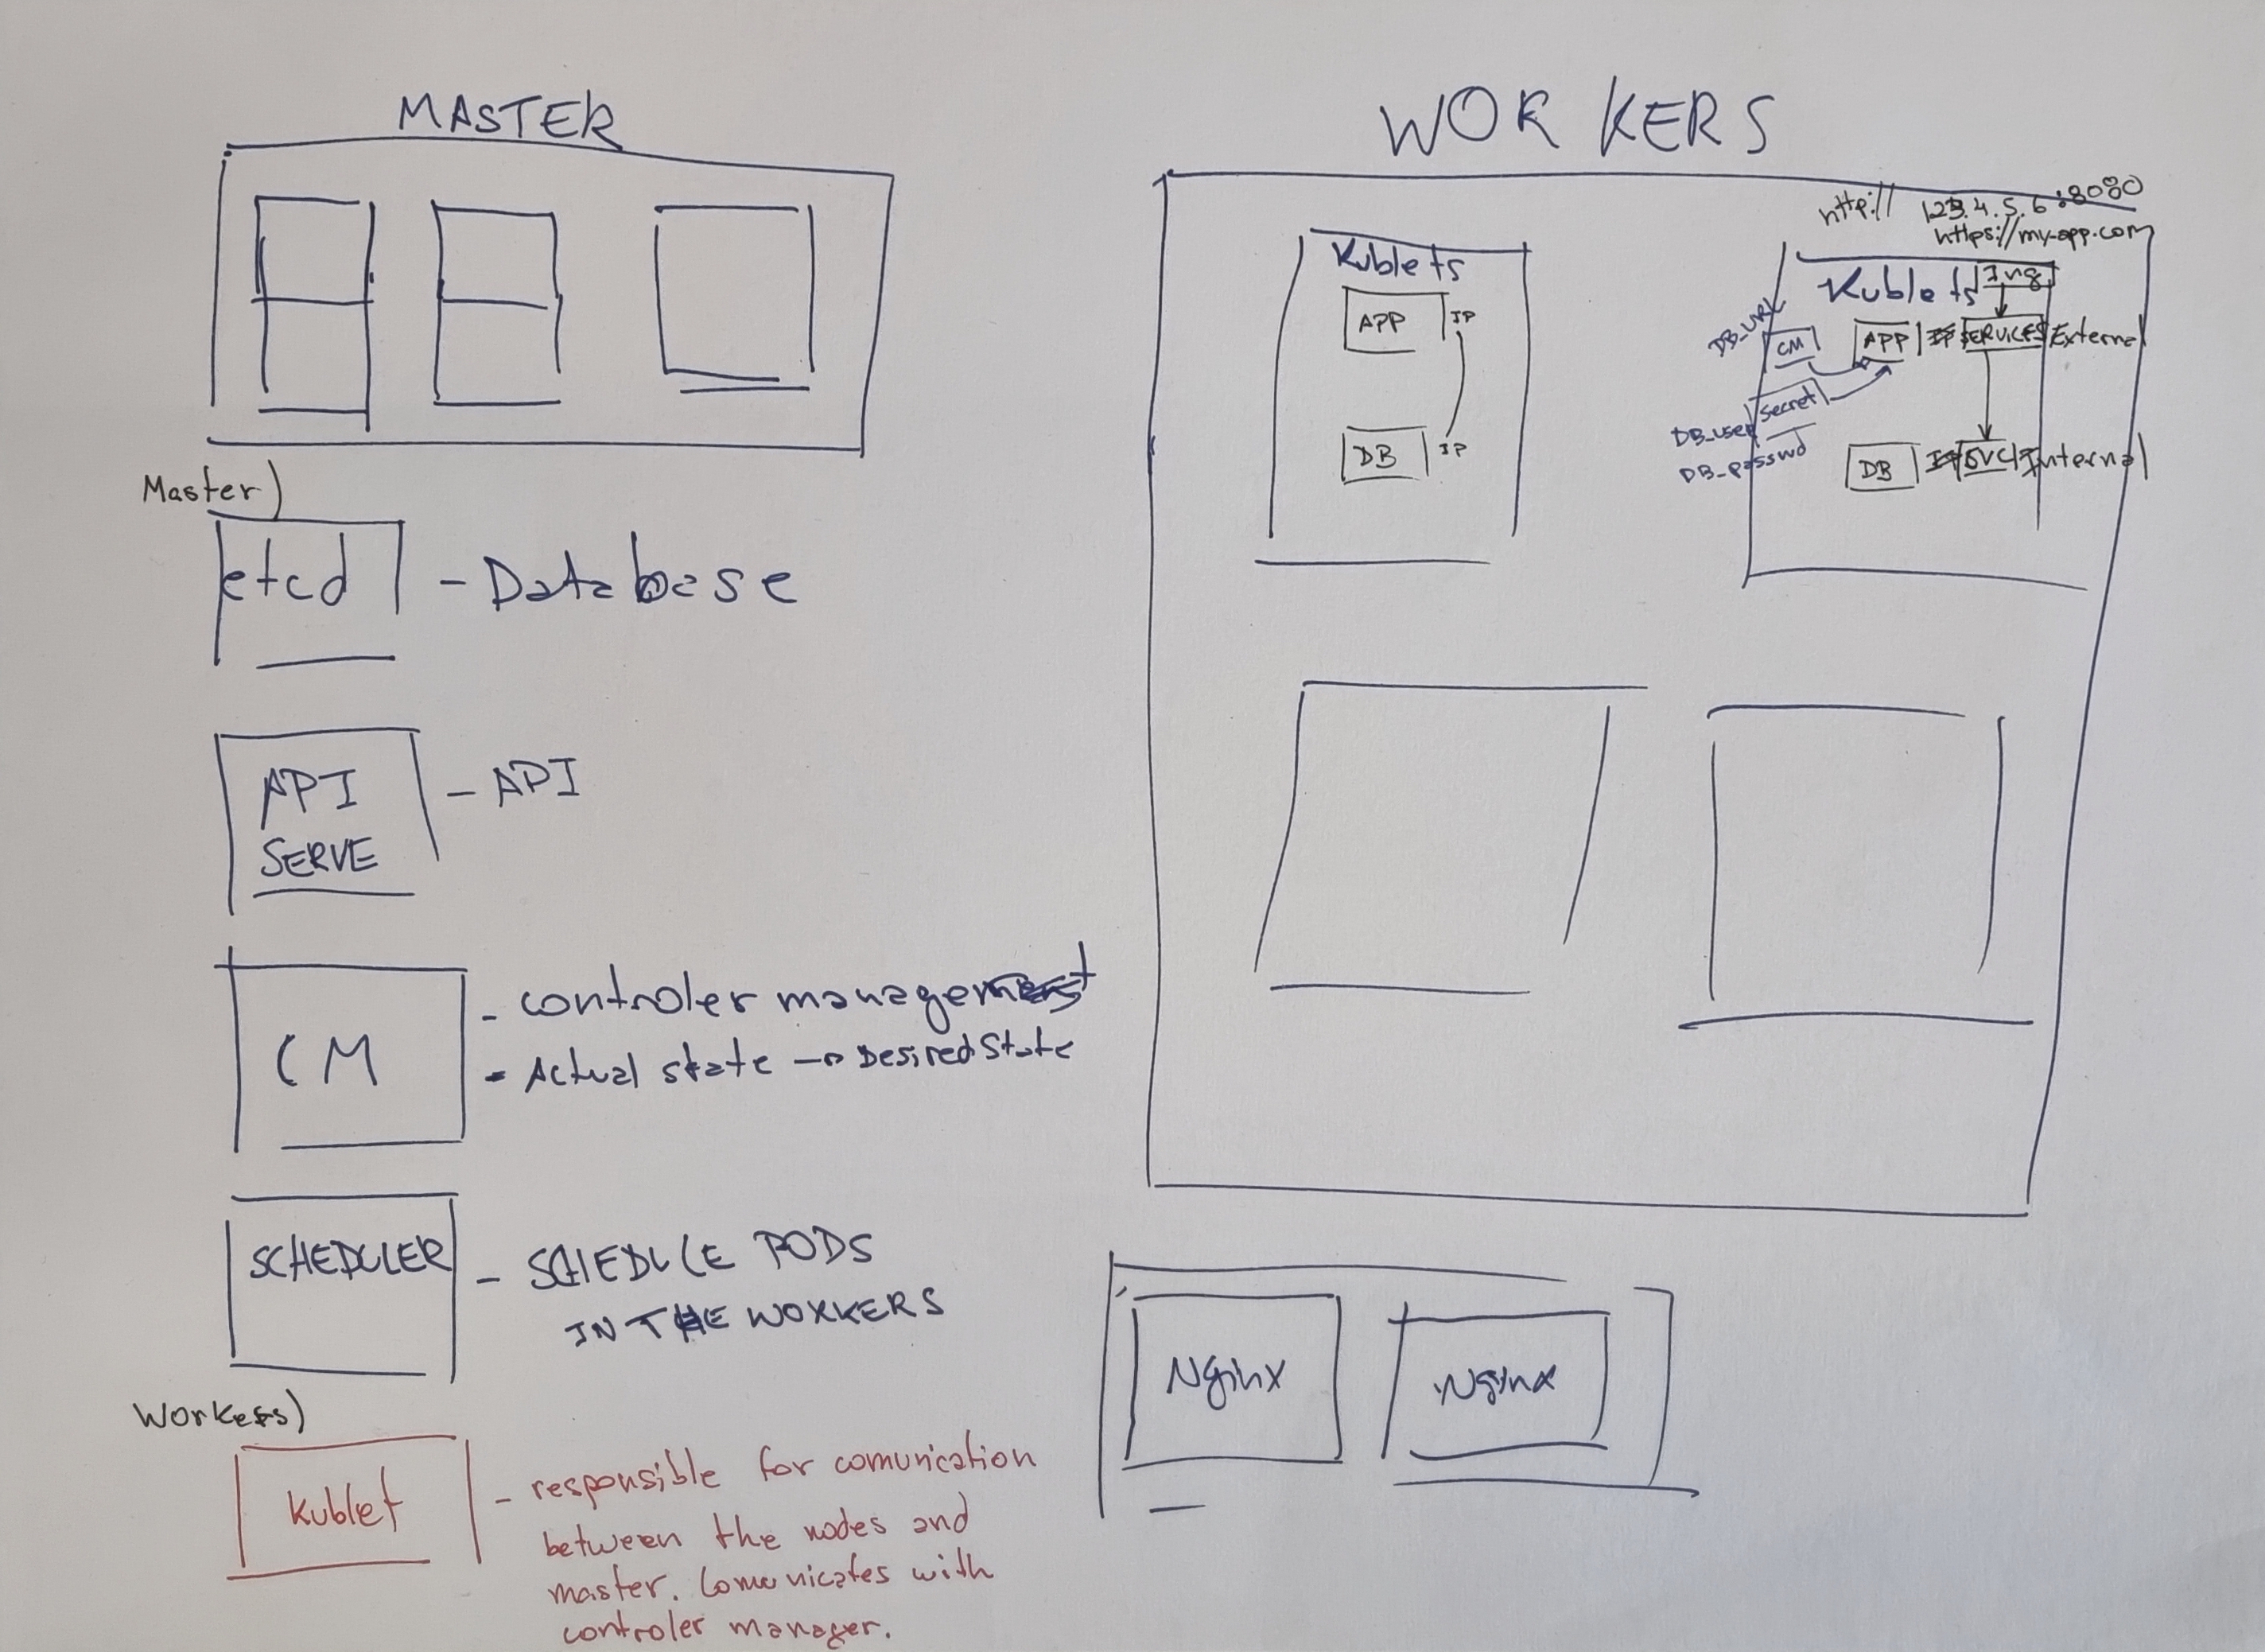 MASTER
Master)
etcd - Database
API - API
SERVE
CM - controler management
- Actual state → Desired State
SCHEDULER - SCHEDULE PODS
IN THE WORKERS
Workers)
Kublet - responsible for comunication
between the nodes and
master. Comunicates with
controler manager.
WORKERS
http:// 123.4.5.6:8080
https://my-app.com
Kublets
APP IP
DB IP
Kublets Ing
DB_URL
CM APP SERVICES External
Secret
DB_user
DB_passwd
DB SVC Internal
Nginx Nginx